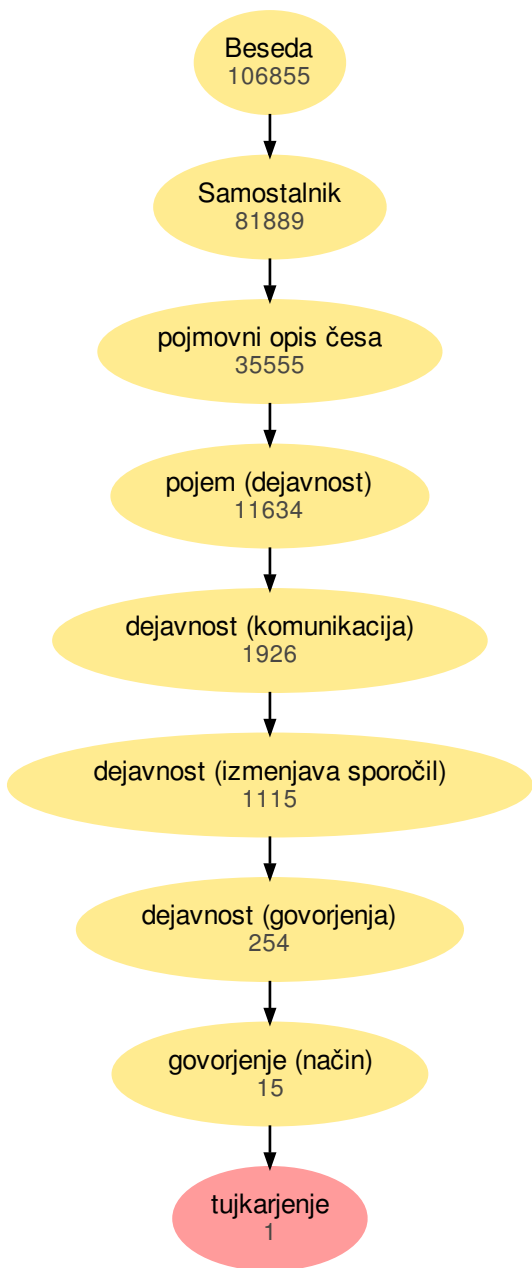 Beseda
106855
Samostalnik
81889
pojmovni opis česa
35555
pojem (dejavnost)
11634
dejavnost (komunikacija)
1926
dejavnost (izmenjava sporočil)
1115
dejavnost (govorjenja)
254
govorjenje (način)
15
tujkarjenje
1